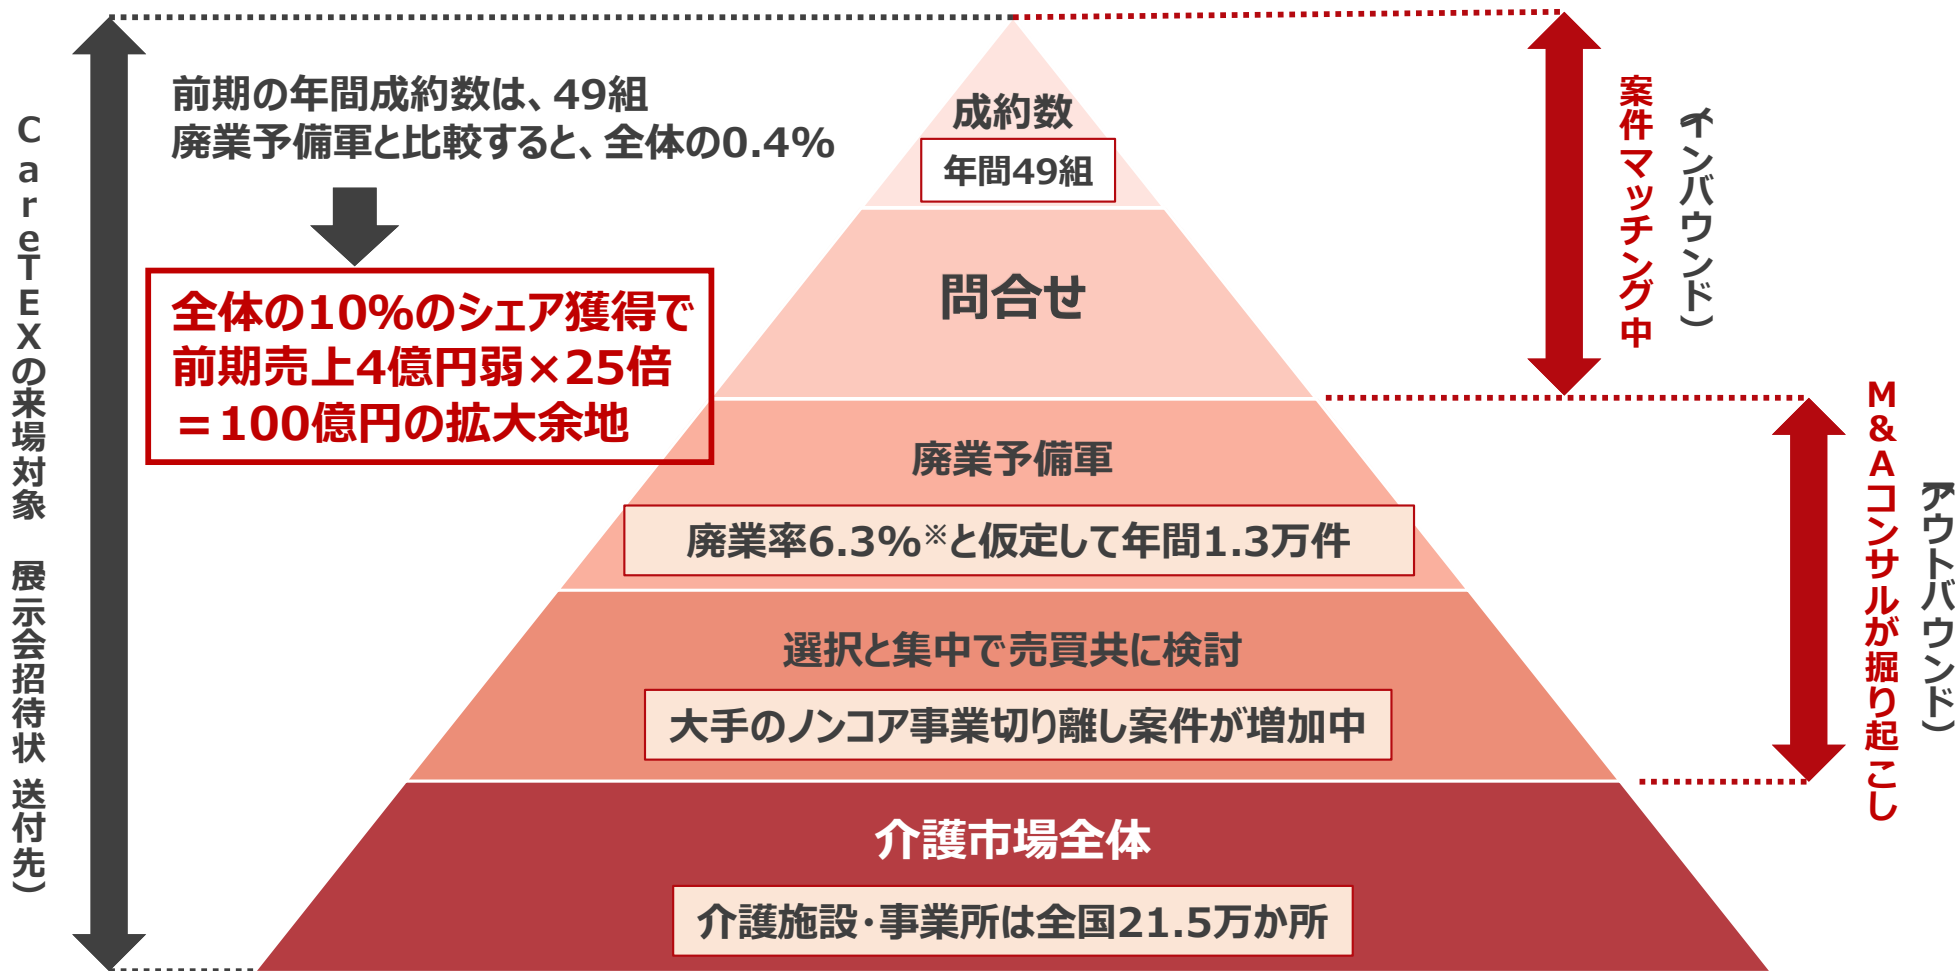 前期の年間成約数は、49組
廃業予備軍と比較すると、全体の0.4%
全体の10%のシェア獲得で
前期売上4億円弱×25倍
＝100億円の拡大余地
CareTEXの来場対象（展示会招待状送付先）
成約数
年間49組
問合せ
廃業予備軍
廃業率6.3%※と仮定して年間1.3万件
選択と集中で売買共に検討
大手のノンコア事業切り離し案件が増加中
介護市場全体
介護施設・事業所は全国21.5万か所
案件マッチング中
（インバウンド）
M&Aコンサルが掘り起こし
（アウトバウンド）